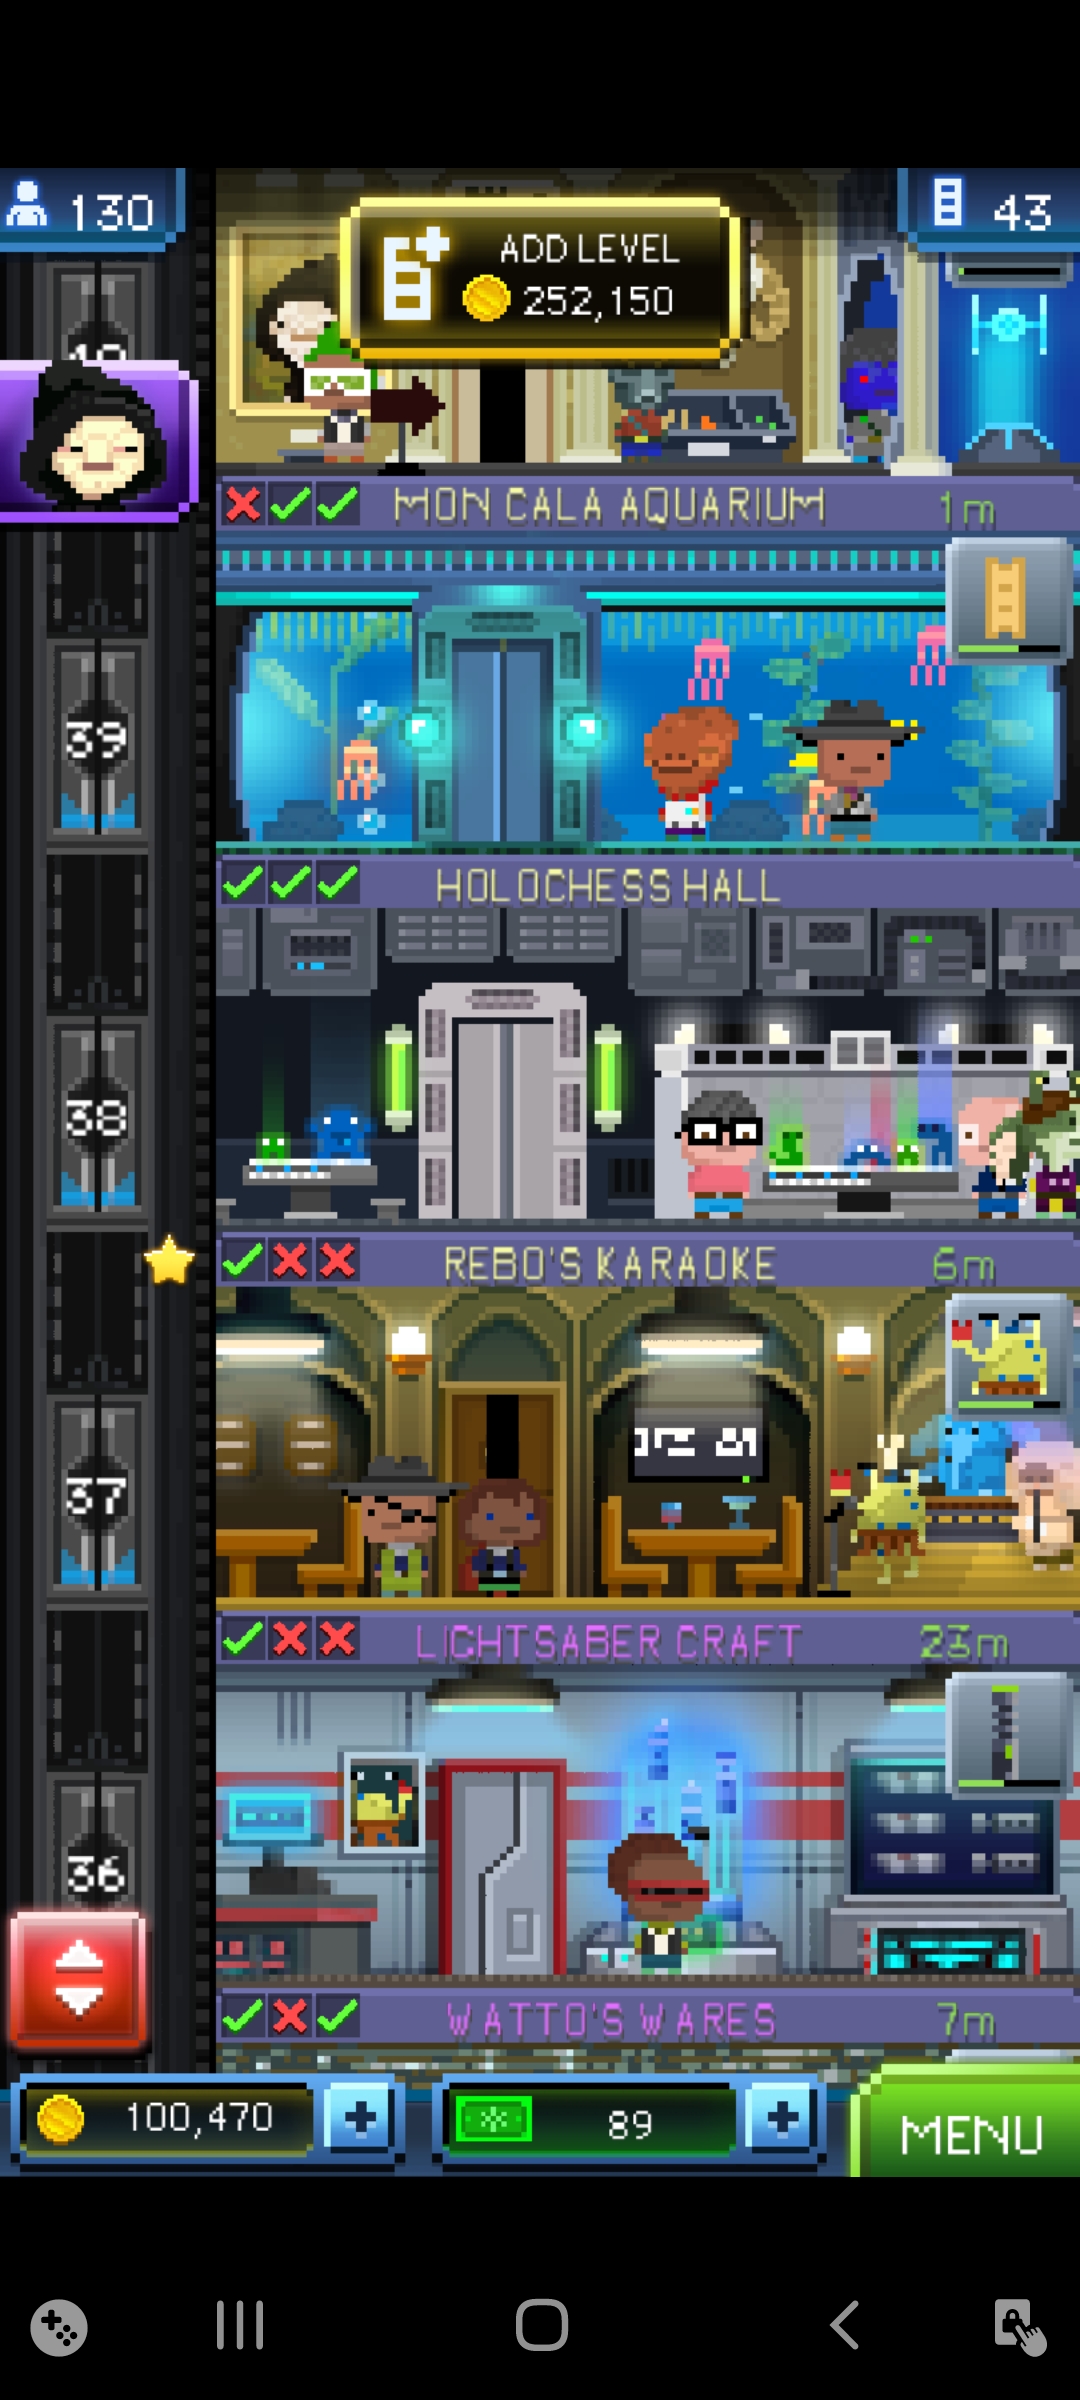 130
43
ADD LEVEL
252,150
MON CALA AQUARIUM 1m
39
HOLOCHESS HALL
38
REBO'S KARAOKE 6m
37
LIGHTSABER CRAFT 23m
36
WATTO'S WARES 7m
100,470
89
MENU